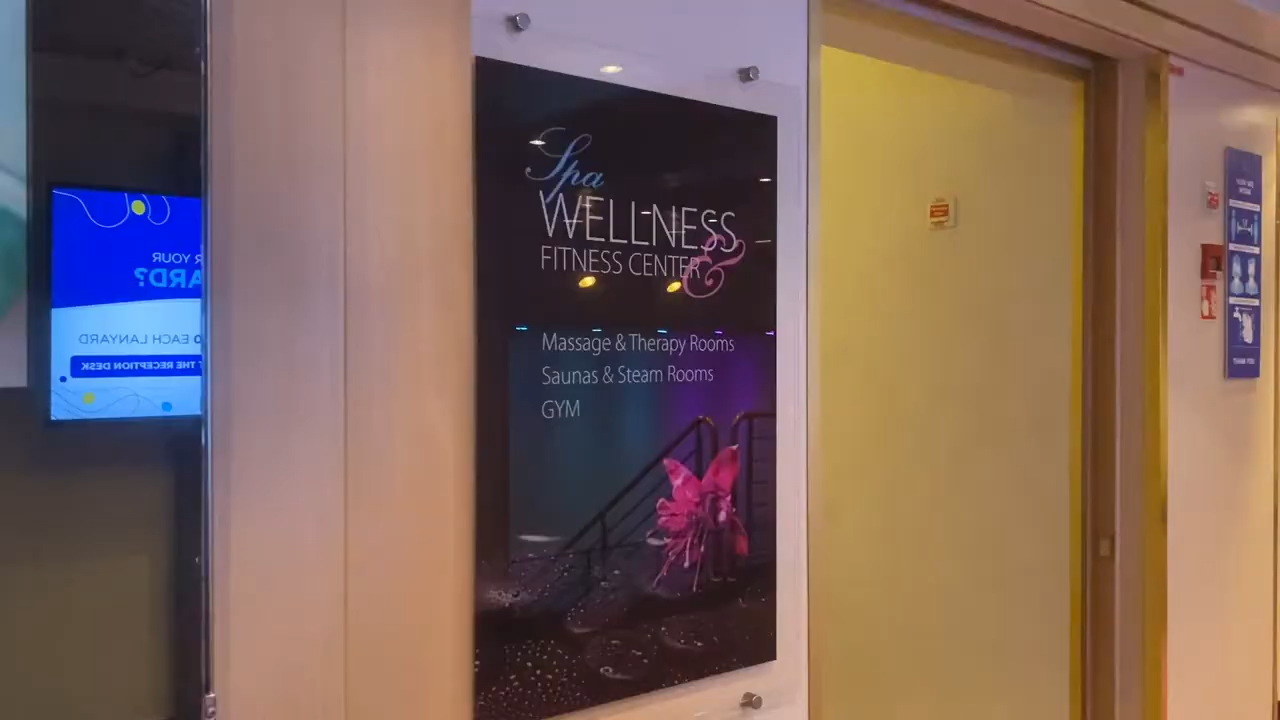 Spa
WELLNESS
FITNESS CENTER &
Massage & Therapy Rooms
Saunas & Steam Rooms
GYM
R YOUR
ARD?
EACH LANYARD
T THE RECEPTION DESK